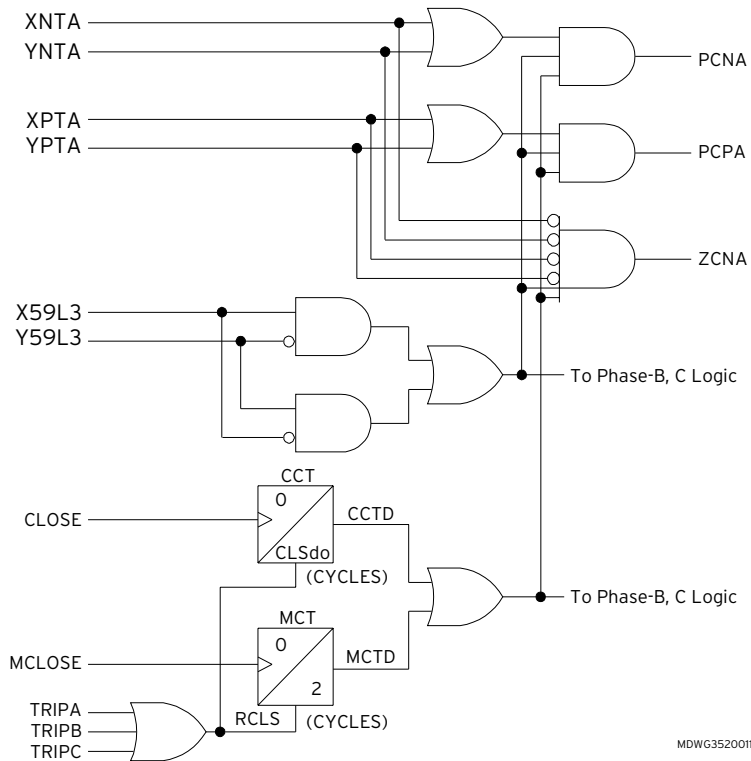 XNTA
YNTA
PCNA
XPTA
YPTA
PCPA
ZCNA
X59L3
Y59L3
To Phase-B, C Logic
CCT
0
CLOSE
CCTD
CLSdo
(CYCLES)
To Phase-B, C Logic
MCT
0
MCLOSE
MCTD
2
TRIPA
RCLS
(CYCLES)
TRIPB
TRIPC
MDWG3520011